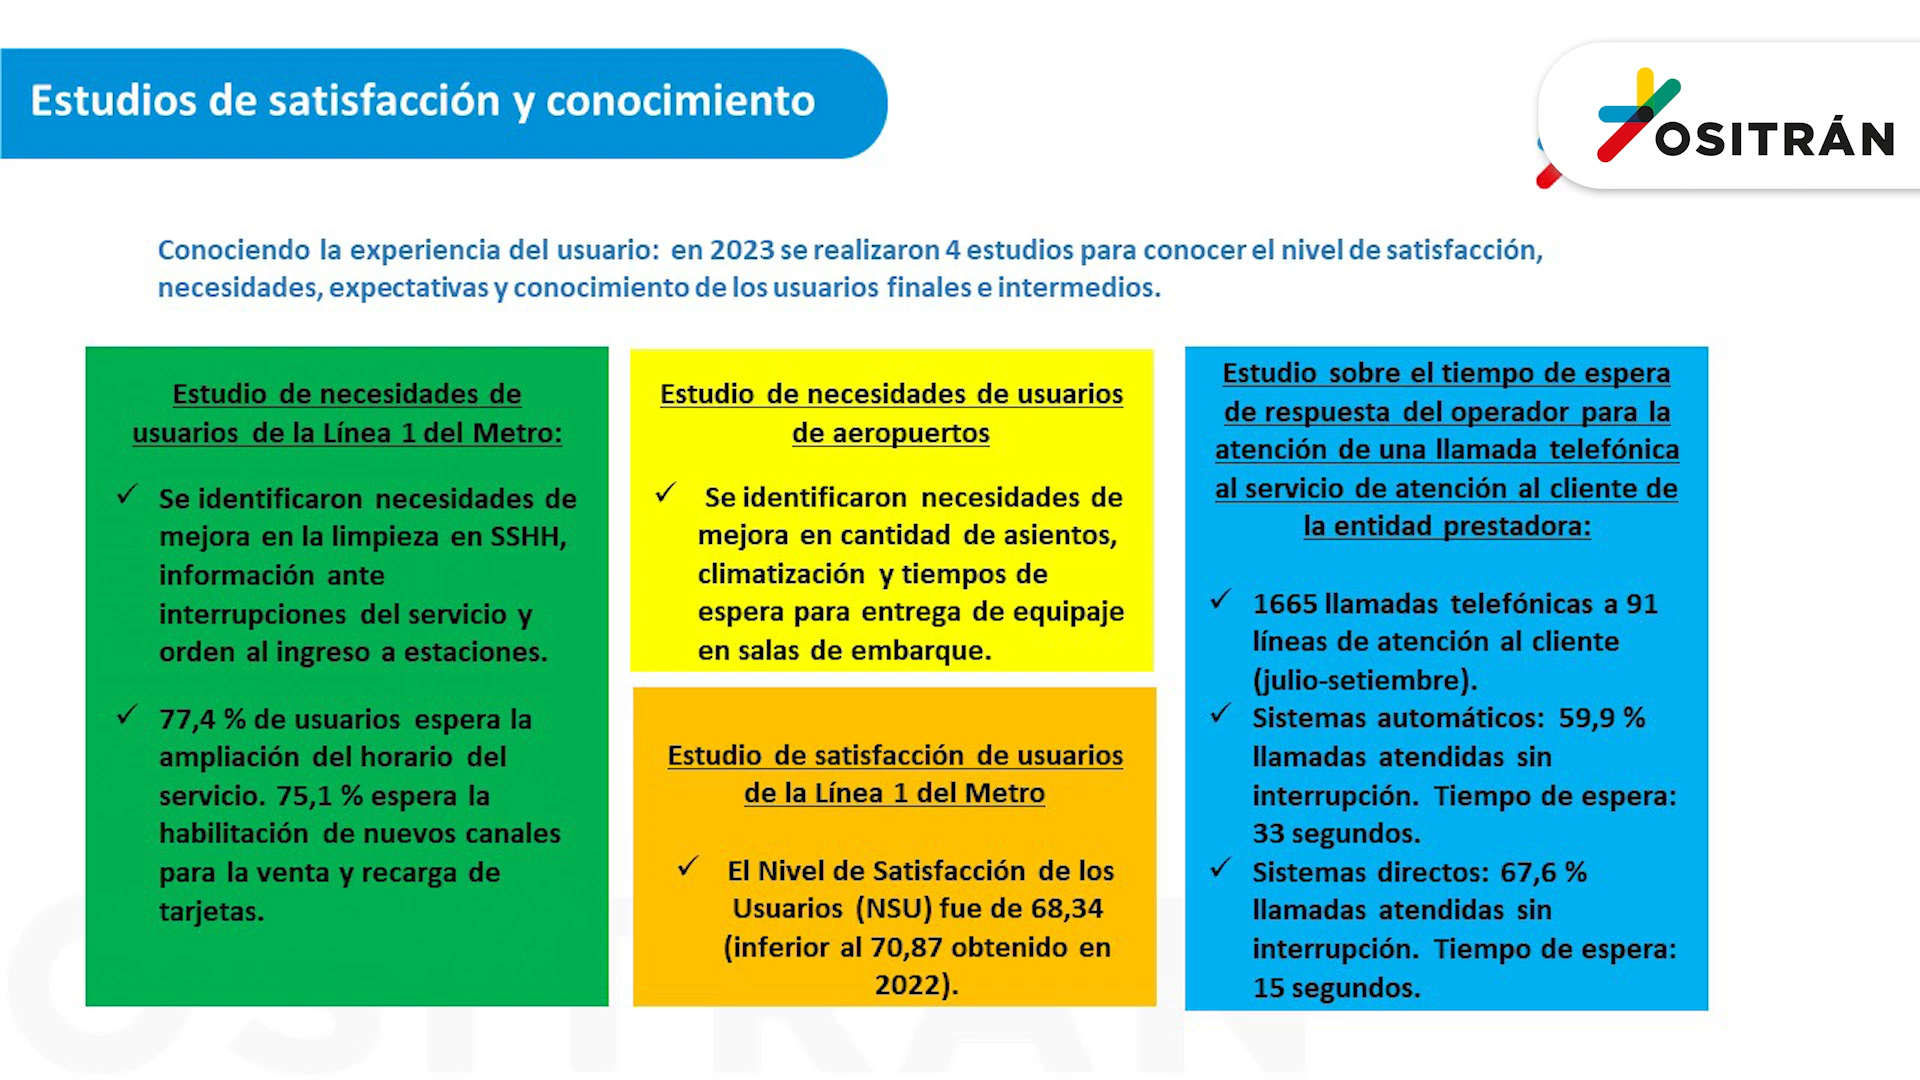 Estudios de satisfacción y conocimiento
OSITRÁN
Conociendo la experiencia del usuario: en 2023 se realizaron 4 estudios para conocer el nivel de satisfacción,
necesidades, expectativas y conocimiento de los usuarios finales e intermedios.
Estudio de necesidades de
usuarios de la Línea 1 del Metro:
✓ Se identificaron necesidades de
mejora en la limpieza en SSHH,
información ante
interrupciones del servicio y
orden al ingreso a estaciones.
✓ 77,4 % de usuarios espera la
ampliación del horario del
servicio. 75,1 % espera la
habilitación de nuevos canales
para la venta y recarga de
tarjetas.
Estudio de necesidades de usuarios
de aeropuertos
✓ Se identificaron necesidades de
mejora en cantidad de asientos,
climatización y tiempos de
espera para entrega de equipaje
en salas de embarque.
Estudio de satisfacción de usuarios
de la Línea 1 del Metro
✓ El Nivel de Satisfacción de los
Usuarios (NSU) fue de 68,34
(inferior al 70,87 obtenido en
2022).
Estudio sobre el tiempo de espera
de respuesta del operador para la
atención de una llamada telefónica
al servicio de atención al cliente de
la entidad prestadora:
✓ 1665 llamadas telefónicas a 91
líneas de atención al cliente
(julio-setiembre).
✓ Sistemas automáticos: 59,9 %
llamadas atendidas sin
interrupción. Tiempo de espera:
33 segundos.
✓ Sistemas directos: 67,6 %
llamadas atendidas sin
interrupción. Tiempo de espera:
15 segundos.
OSITRAN